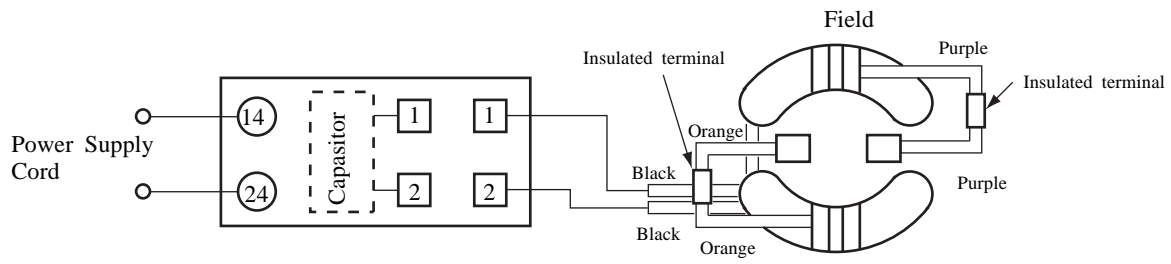 Field
Purple
Insulated terminal
Insulated terminal
14
1
1
Orange
Power Supply
Cord
Capasitor
Black
24
2
2
Purple
Black
Orange